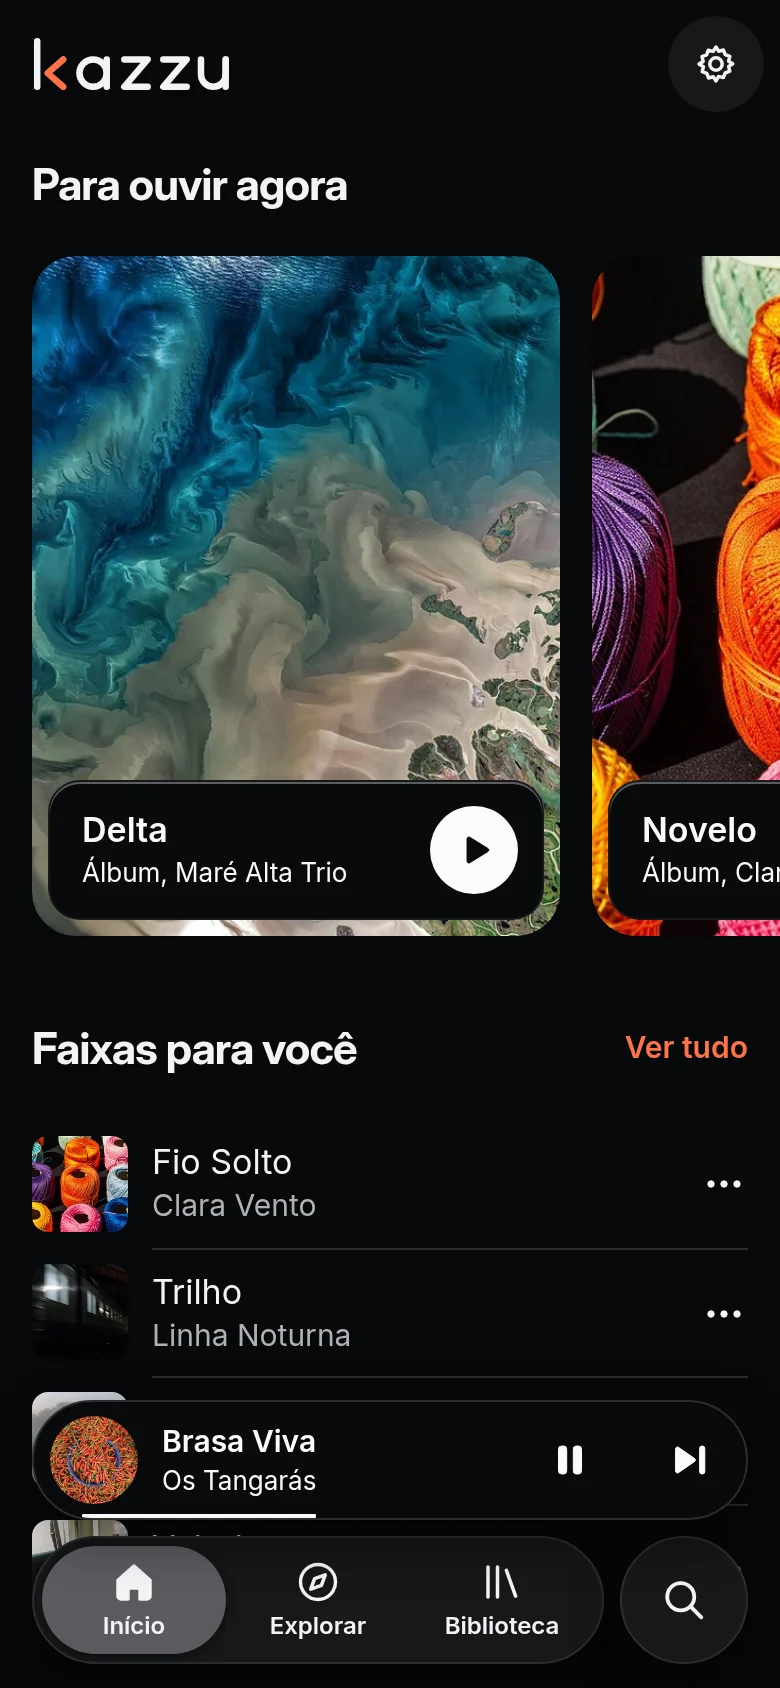 kazzu
Para ouvir agora
Delta
Álbum, Maré Alta Trio
Novelo
Álbum,
Faixas para você
Ver tudo
Fio Solto
Clara Vento
Trilho
Linha Noturna
Brasa Viva
Os Tangarás
Início
Explorar
Biblioteca